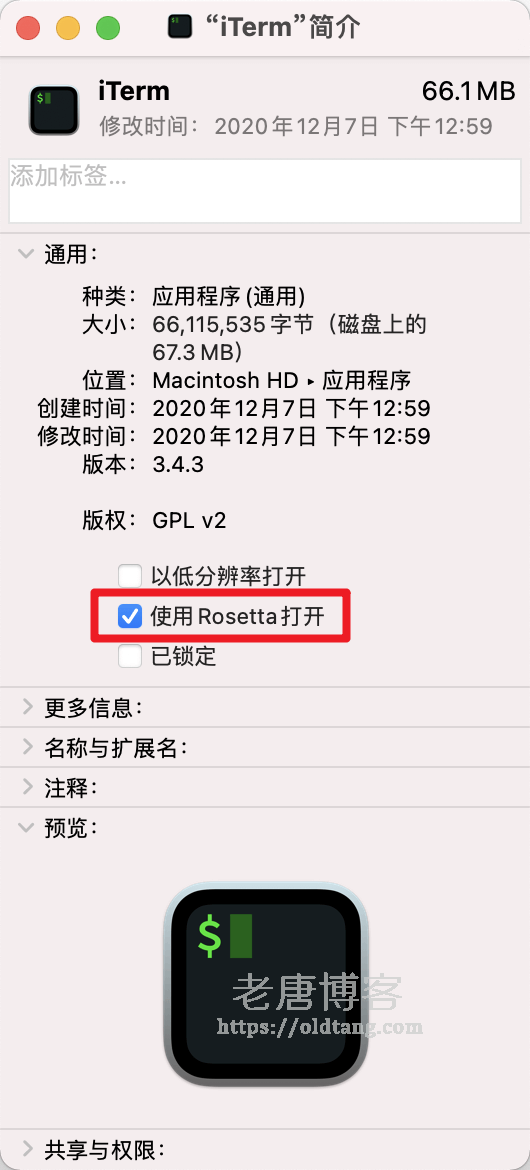 “iTerm”简介
iTerm 66.1 MB
修改时间： 2020年12月7日 下午12:59
添加标签...
通用：
种类： 应用程序 (通用)
大小： 66,115,535 字节（磁盘上的
67.3 MB）
位置： Macintosh HD ▸ 应用程序
创建时间： 2020年12月7日 下午12:59
修改时间： 2020年12月7日 下午12:59
版本： 3.4.3
版权： GPL v2
以低分辨率打开
使用Rosetta打开
已锁定
更多信息：
名称与扩展名：
注释：
预览：
$
老唐博客
https://oldtang.com
共享与权限：